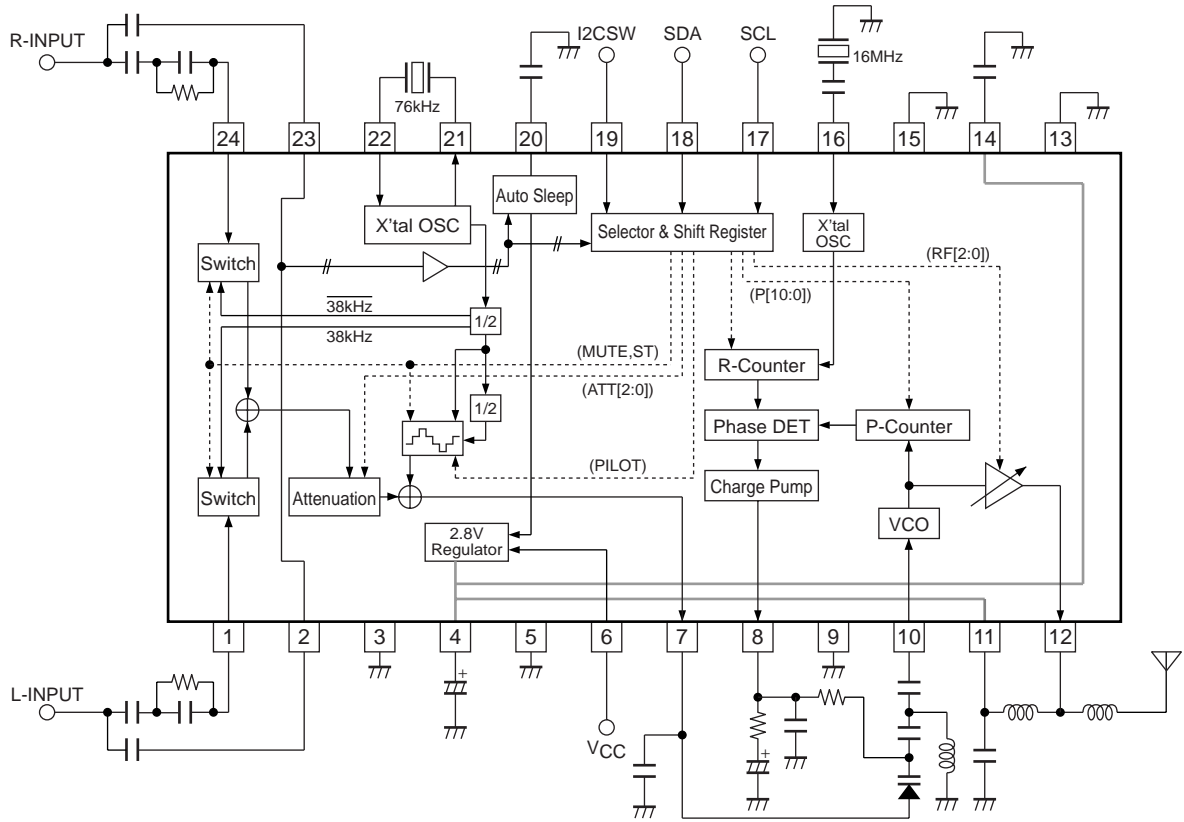 R-INPUT
I2CSW
SDA
SCL
16MHz
76kHz
24
23
22
21
20
19
18
17
16
15
14
13
Auto Sleep
X'tal OSC
Selector & Shift Register
X'tal
OSC
Switch
(RF[2:0])
(P[10:0])
38kHz
1/2
38kHz
(MUTE,ST)
R-Counter
(ATT[2:0])
1/2
Phase DET
P-Counter
(PILOT)
Switch
Attenuation
Charge Pump
VCO
2.8V
Regulator
1
2
3
4
5
6
7
8
9
10
11
12
L-INPUT
+
VCC
+